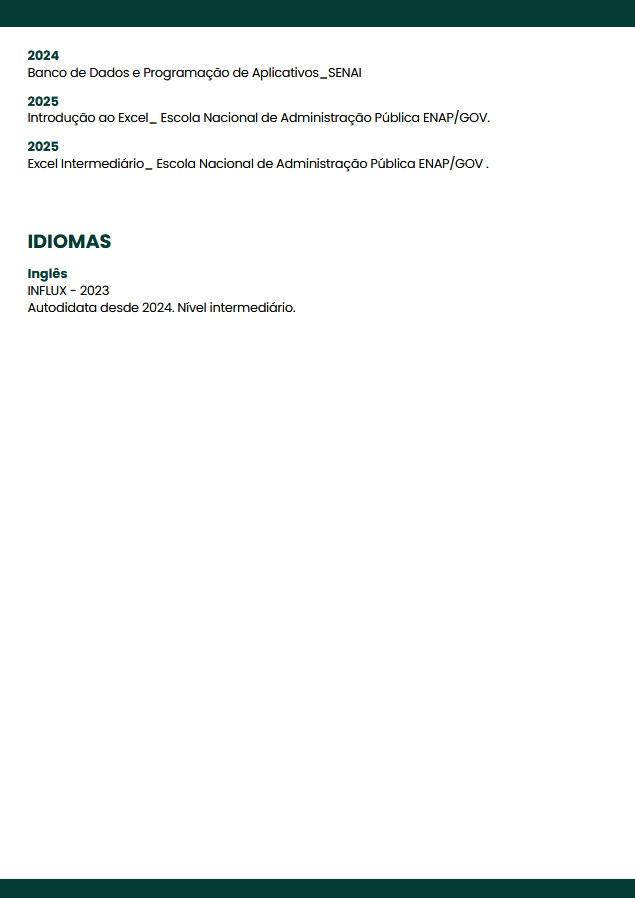 2024
Banco de Dados e Programação de Aplicativos_SENAI
2025
Introdução ao Excel_ Escola Nacional de Administração Pública ENAP/GOV.
2025
Excel Intermediário_ Escola Nacional de Administração Pública ENAP/GOV .
IDIOMAS
Inglês
INFLUX - 2023
Autodidata desde 2024. Nível intermediário.